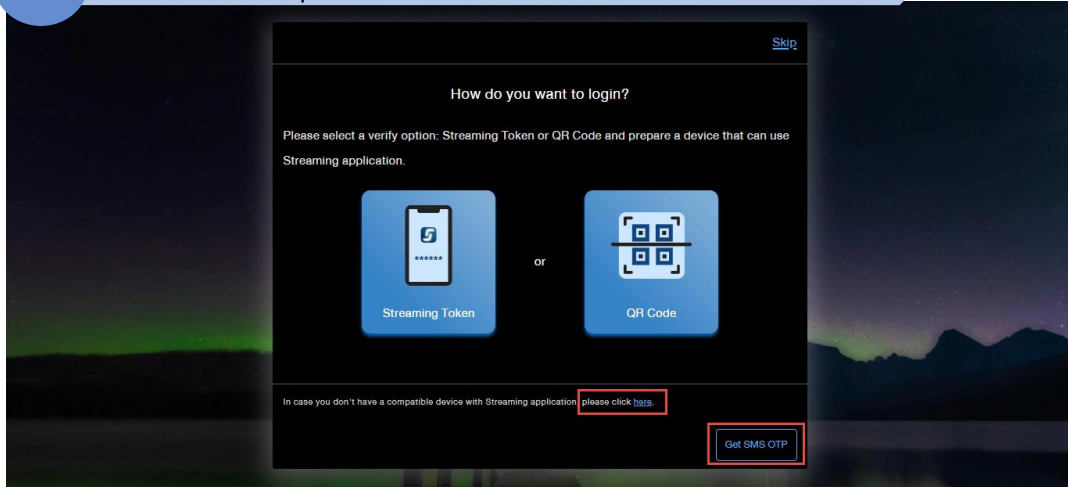 Skip
How do you want to login?
Please select a verify option: Streaming Token or QR Code and prepare a device that can use
Streaming application.
******
or
Streaming Token
QR Code
In case you don't have a compatible device with Streaming application, please click here.
Get SMS OTP